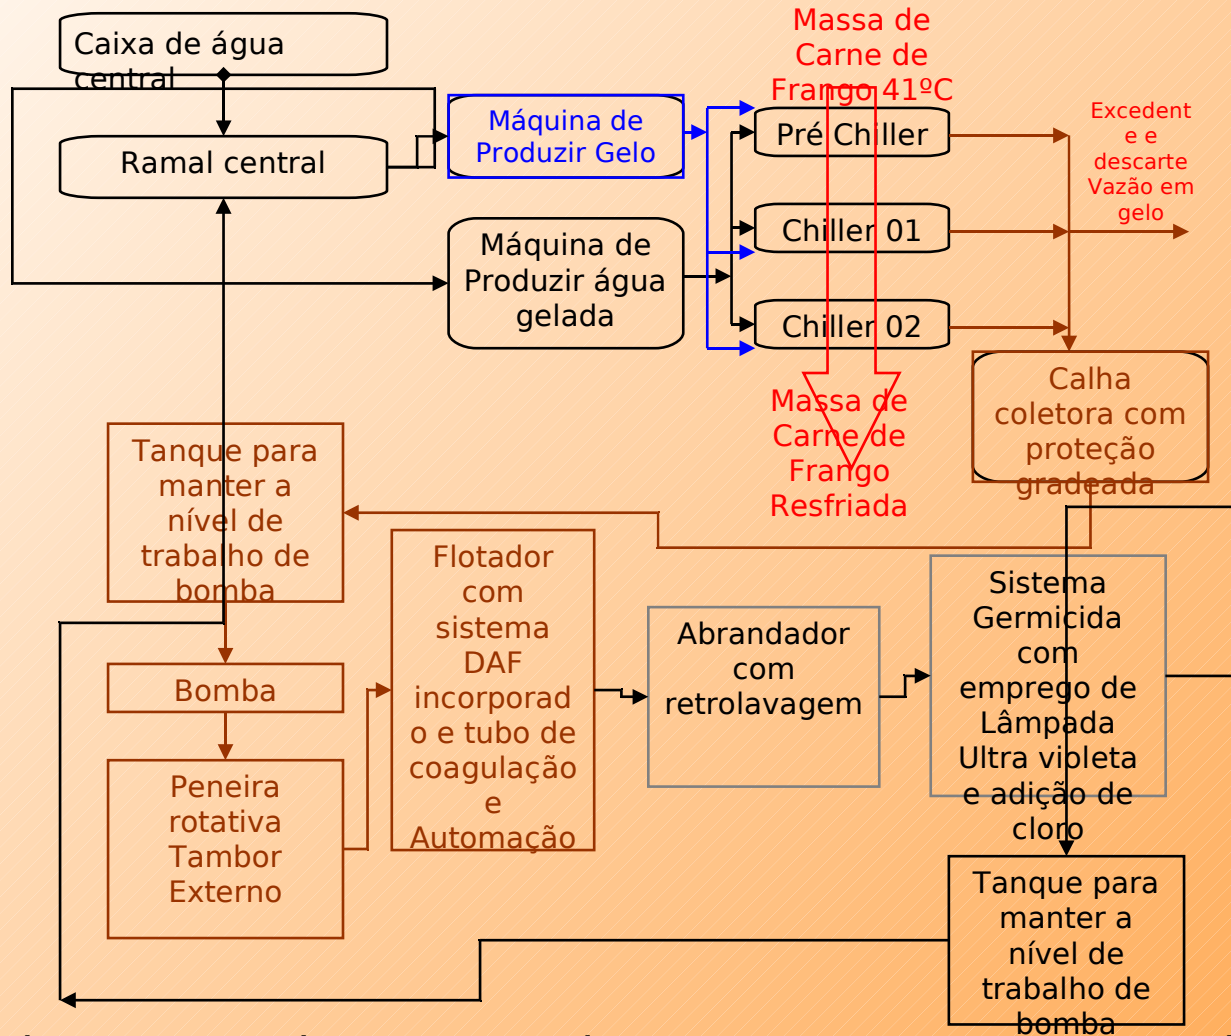 Caixa de água
central
Ramal central
Máquina de
Produzir Gelo
Máquina de
Produzir água
gelada
Massa de
Carne de
Frango 41ºC
Pré Chiller
Chiller 01
Chiller 02
Massa de
Carne de
Frango
Resfriada
Excedent
e e
descarte
Vazão em
gelo
Calha
coletora com
proteção
gradeada
Tanque para
manter a
nível de
trabalho de
bomba
Bomba
Peneira
rotativa
Tambor
Externo
Flotador
com
sistema
DAF
incorporad
o e tubo de
coagulação
e
Automação
Abrandador
com
retrolavagem
Sistema
Germicida
com
emprego de
Lâmpada
Ultra violeta
e adição de
cloro
Tanque para
manter a
nível de
trabalho de
bomba